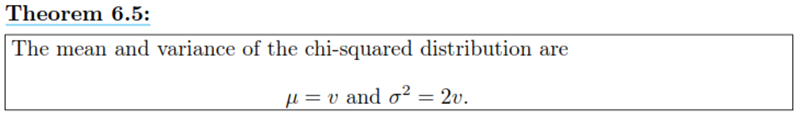 Theorem 6.5:
The mean and variance of the chi-squared distribution are
μ = v and σ² = 2v.